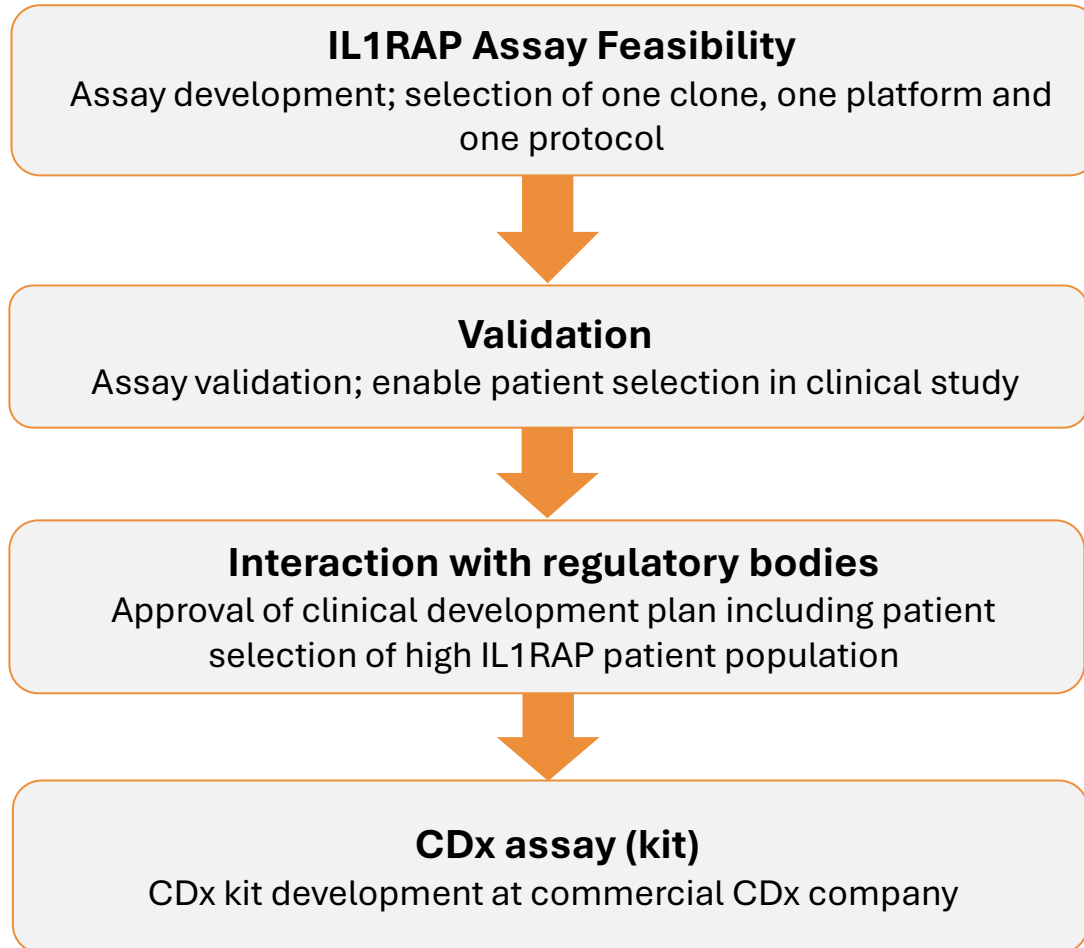 IL1RAP Assay Feasibility
Assay development; selection of one clone, one platform and
one protocol
Validation
Assay validation; enable patient selection in clinical study
Interaction with regulatory bodies
Approval of clinical development plan including patient
selection of high IL1RAP patient population
CDx assay (kit)
CDx kit development at commercial CDx company